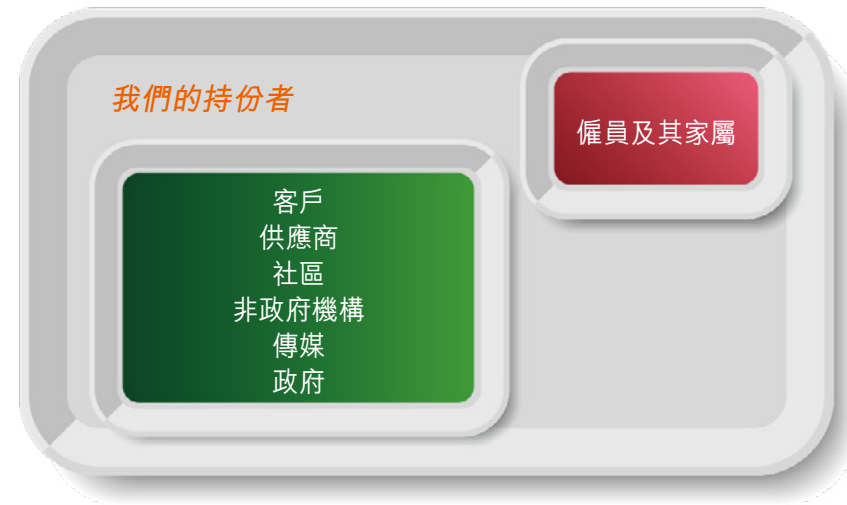 我們的持份者
僱員及其家屬
客戶
供應商
社區
非政府機構
傳媒
政府